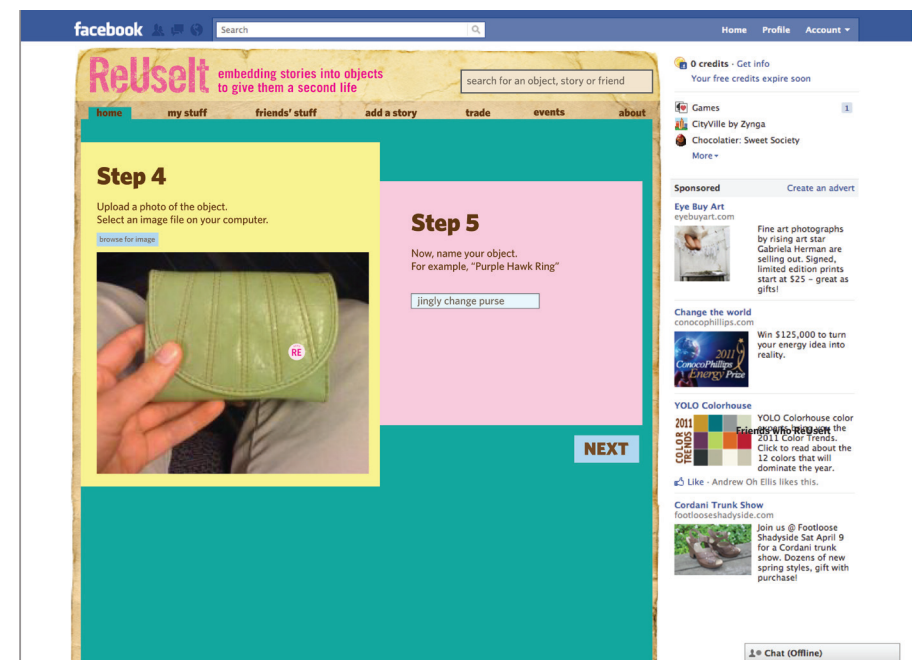 facebook
Search
Home Profile Account
ReUseIt
embedding stories into objects
to give them a second life
search for an object, story or friend
home my stuff friends' stuff add a story trade events about
Step 4
Upload a photo of the object.
Select an image file on your computer.
browse for image
RE
Step 5
Now, name your object.
For example, “Purple Hawk Ring”
jingly change purse
NEXT
0 credits - Get info
Your free credits expire soon
Games 1
CityVille by Zynga
Chocolatier: Sweet Society
More
Sponsored Create an advert
Eye Buy Art
eyebuyart.com
Fine art photographs
by rising art star
Gabriela Herman are
selling out. Signed,
limited edition prints
start at $25 – great as
gifts!
Change the world
conocophillips.com
2011
ConocoPhillips
Energy Prize
Win $125,000 to turn
your energy idea into
reality.
YOLO Colorhouse
2011
COLOR
TRENDS
YOLO Colorhouse color
experts bring you the
Friends who ReUseIt
2011 Color Trends.
Click to read about the
12 colors that will
dominate the year.
Like · Andrew Oh Ellis likes this.
Cordani Trunk Show
footlooseshadyside.com
Join us @ Footloose
Shadyside Sat April 9
for a Cordani trunk
show. Dozens of new
spring styles, gift with
purchase!
Chat (Offline)